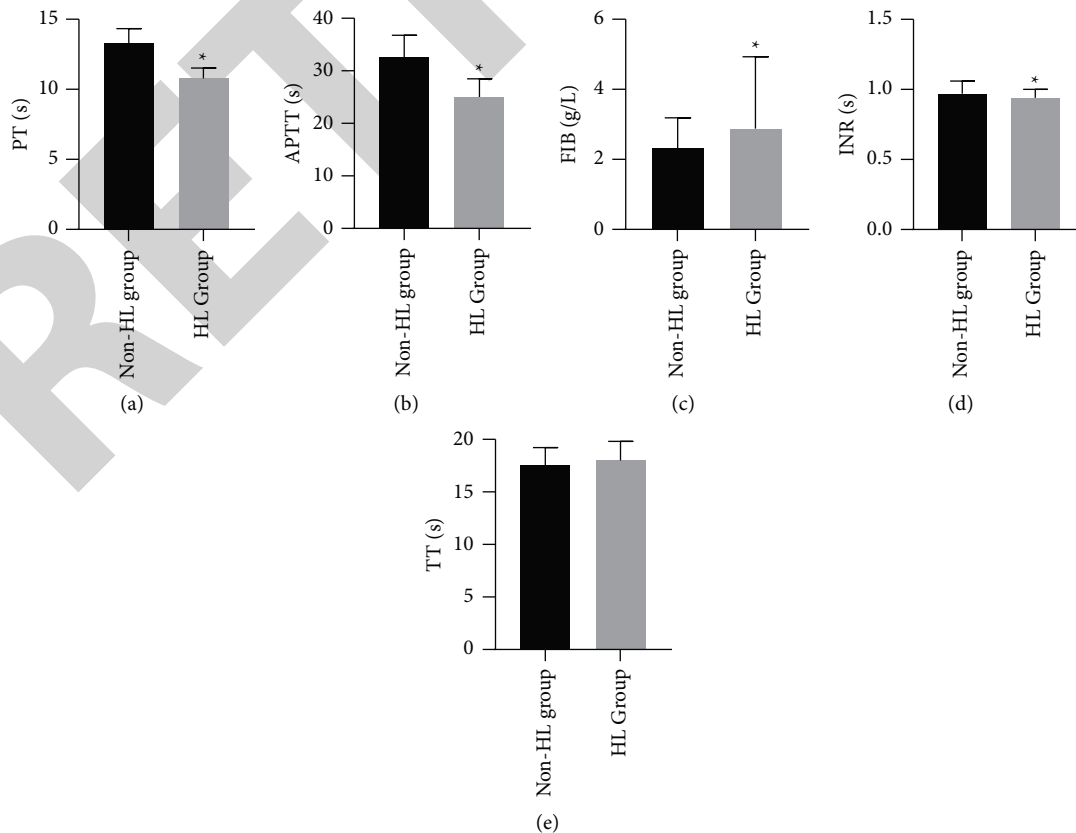 15
10
5
0
PT (s)
*
Non-HL group
HL Group
(a)
40
30
20
10
0
APTT (s)
*
Non-HL group
HL Group
(b)
6
4
2
0
FIB (g/L)
*
Non-HL group
HL Group
(c)
1.5
1.0
0.5
0.0
INR (s)
*
Non-HL group
HL Group
(d)
20
15
10
5
0
TT (s)
Non-HL group
HL Group
(e)
RET